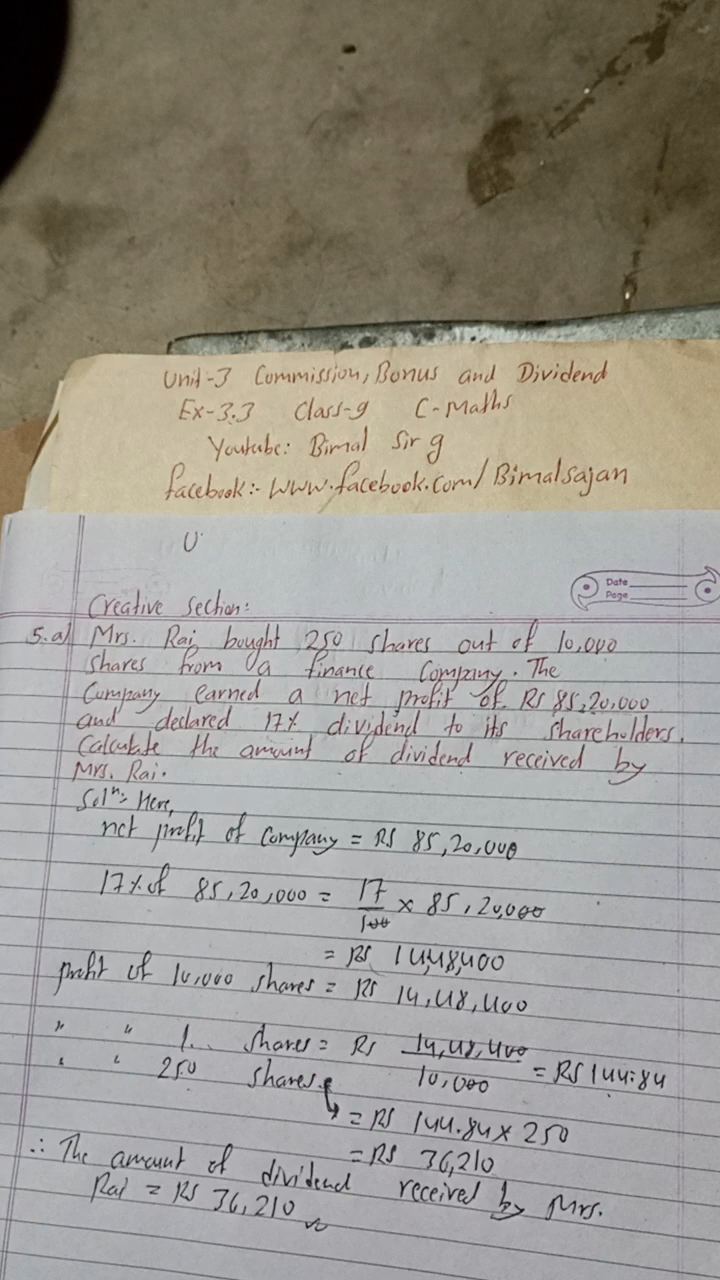 Unit-3 Commission, Bonus and Dividend
Ex-3.3 Class-9 C-Maths
Youtube: Bimal Sir g
facebook:- www.facebook.com/Bimalsajan
U
Date
Page
Creative section:
5.a) Mrs. Rai bought 250 shares out of 10,000
shares from a finance Company. The
Company earned a net profit of Rs 85,20,000
and declared 17% dividend to its shareholders.
Calculate the amount of dividend received by
Mrs. Rai.
Solⁿ: Here,
net profit of Company = Rs 85,20,000
17% of 85,20,000 = 17/100 × 85,20,000
= Rs 14,48,400
profit of 10,000 shares = Rs 14,48,400
" " 1.. shares = Rs 14,48,400/10,000 = Rs 144.84
" " 250 shares
= Rs 144.84 × 250
= Rs 36,210
∴ The amount of dividend received by Mrs.
Rai = Rs 36,210